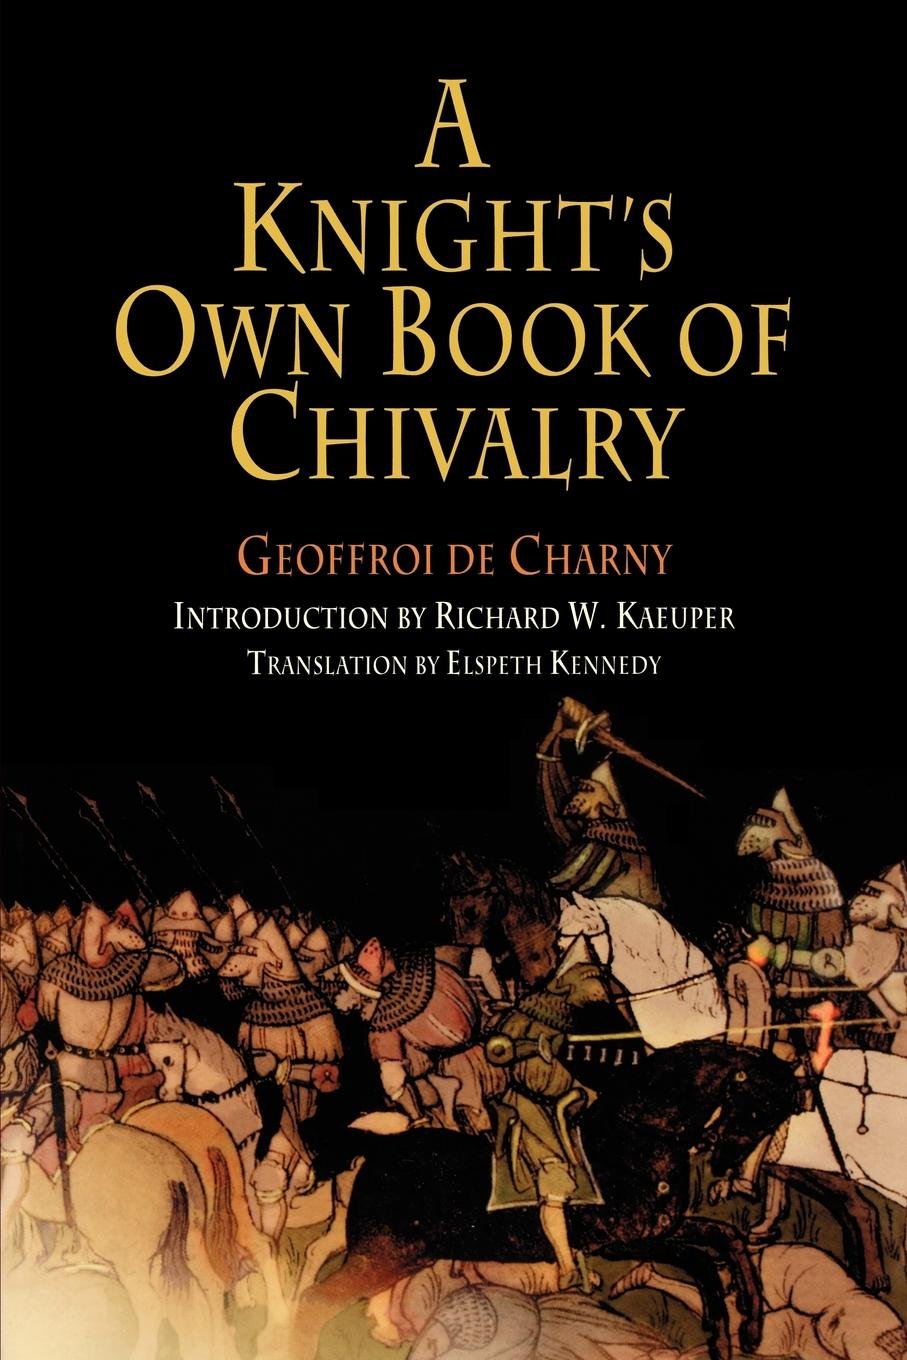 A
KNIGHT'S
OWN BOOK OF
CHIVALRY
GEOFFROI DE CHARNY
INTRODUCTION BY RICHARD W. KAEUPER
TRANSLATION BY ELSPETH KENNEDY